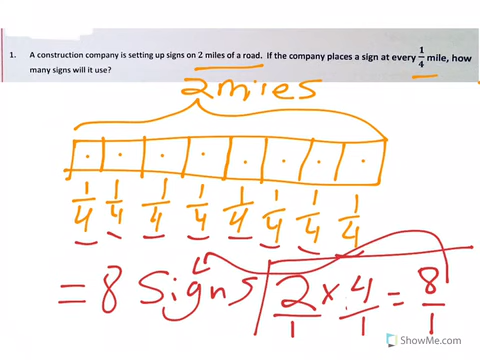 1. A construction company is setting up signs on 2 miles of a road. If the company places a sign at every 1/4 mile, how
many signs will it use?
2 miles
1/4 1/4 1/4 1/4 1/4 1/4 1/4 1/4
= 8 Signs 2/1 × 4/1 = 8/1
ShowMe.com